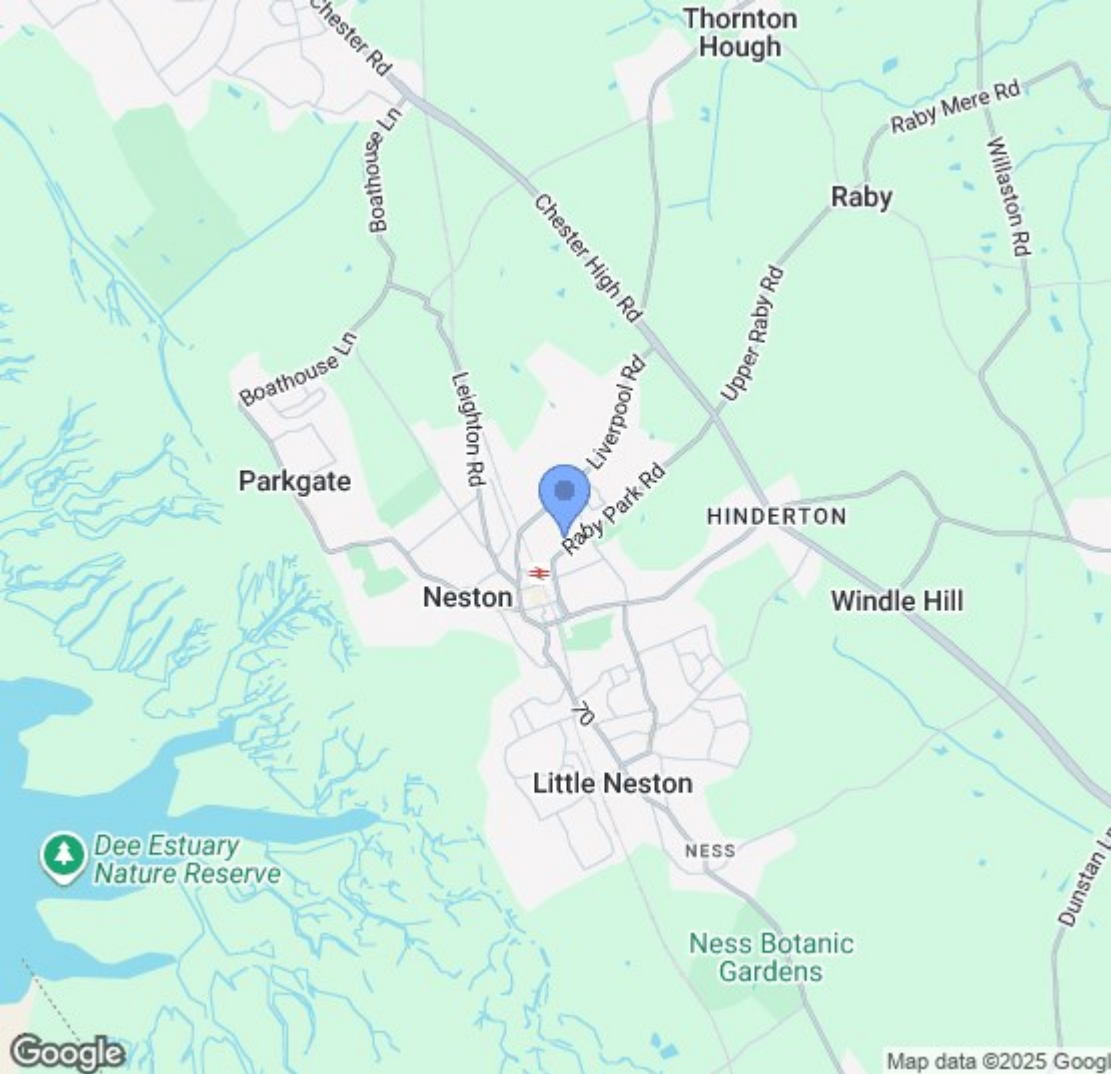 Thornton
Hough
Chester Rd
Raby Mere Rd
Boathouse Ln
Willaston Rd
Raby
Chester High Rd
Upper Raby Rd
Boathouse Ln
Liverpool Rd
Leighton Rd
Parkgate
Raby Park Rd
HINDERTON
Neston
Windle Hill
70
Little Neston
Dee Estuary
Nature Reserve
NESS
Dunstan Ln
Ness Botanic
Gardens
Google
Map data ©2025 Googl